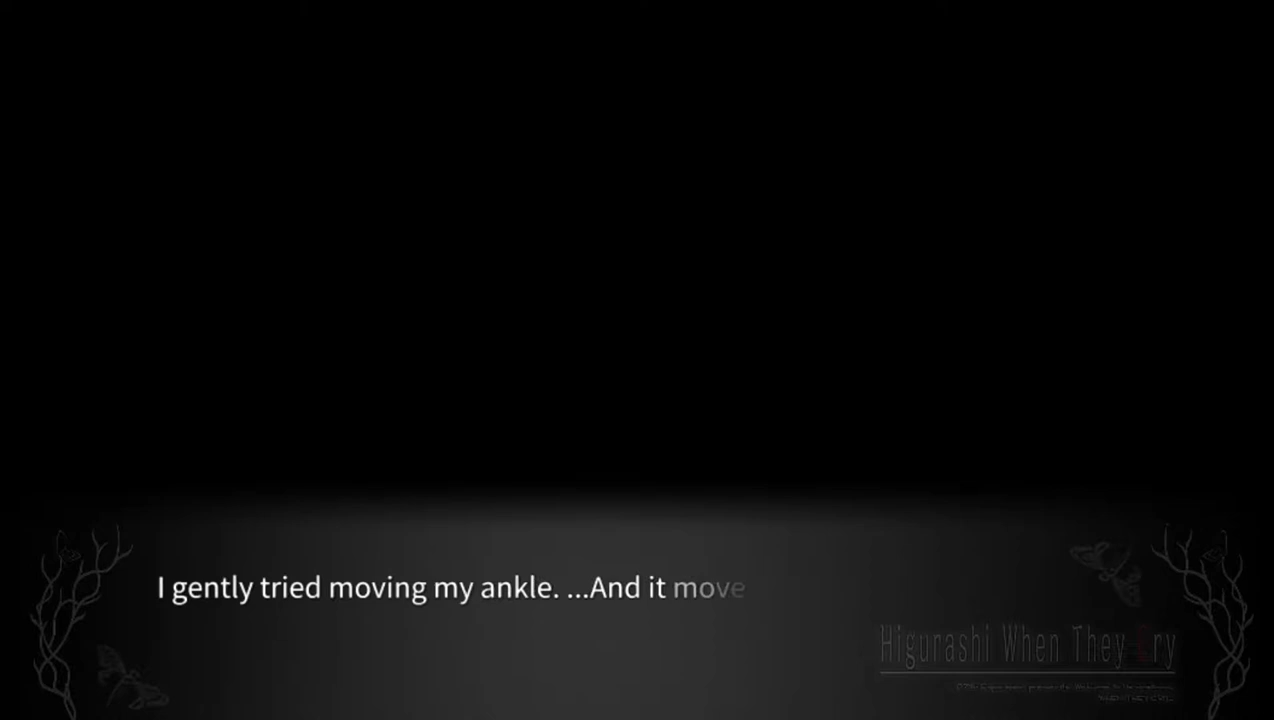 I gently tried moving my ankle. ...And it move
Higurashi When They Cry